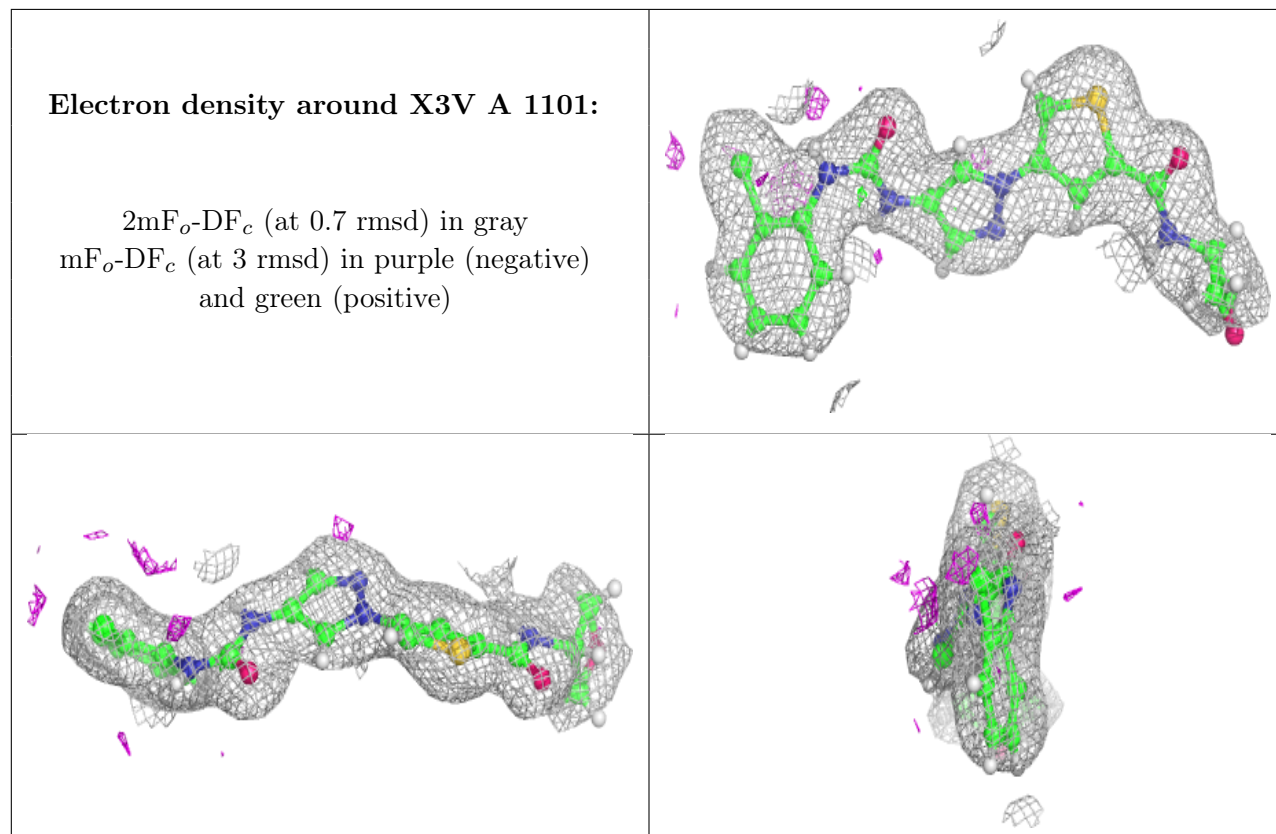 Electron density around X3V A 1101:
2mFo-DFc (at 0.7 rmsd) in gray
mFo-DFc (at 3 rmsd) in purple (negative)
and green (positive)